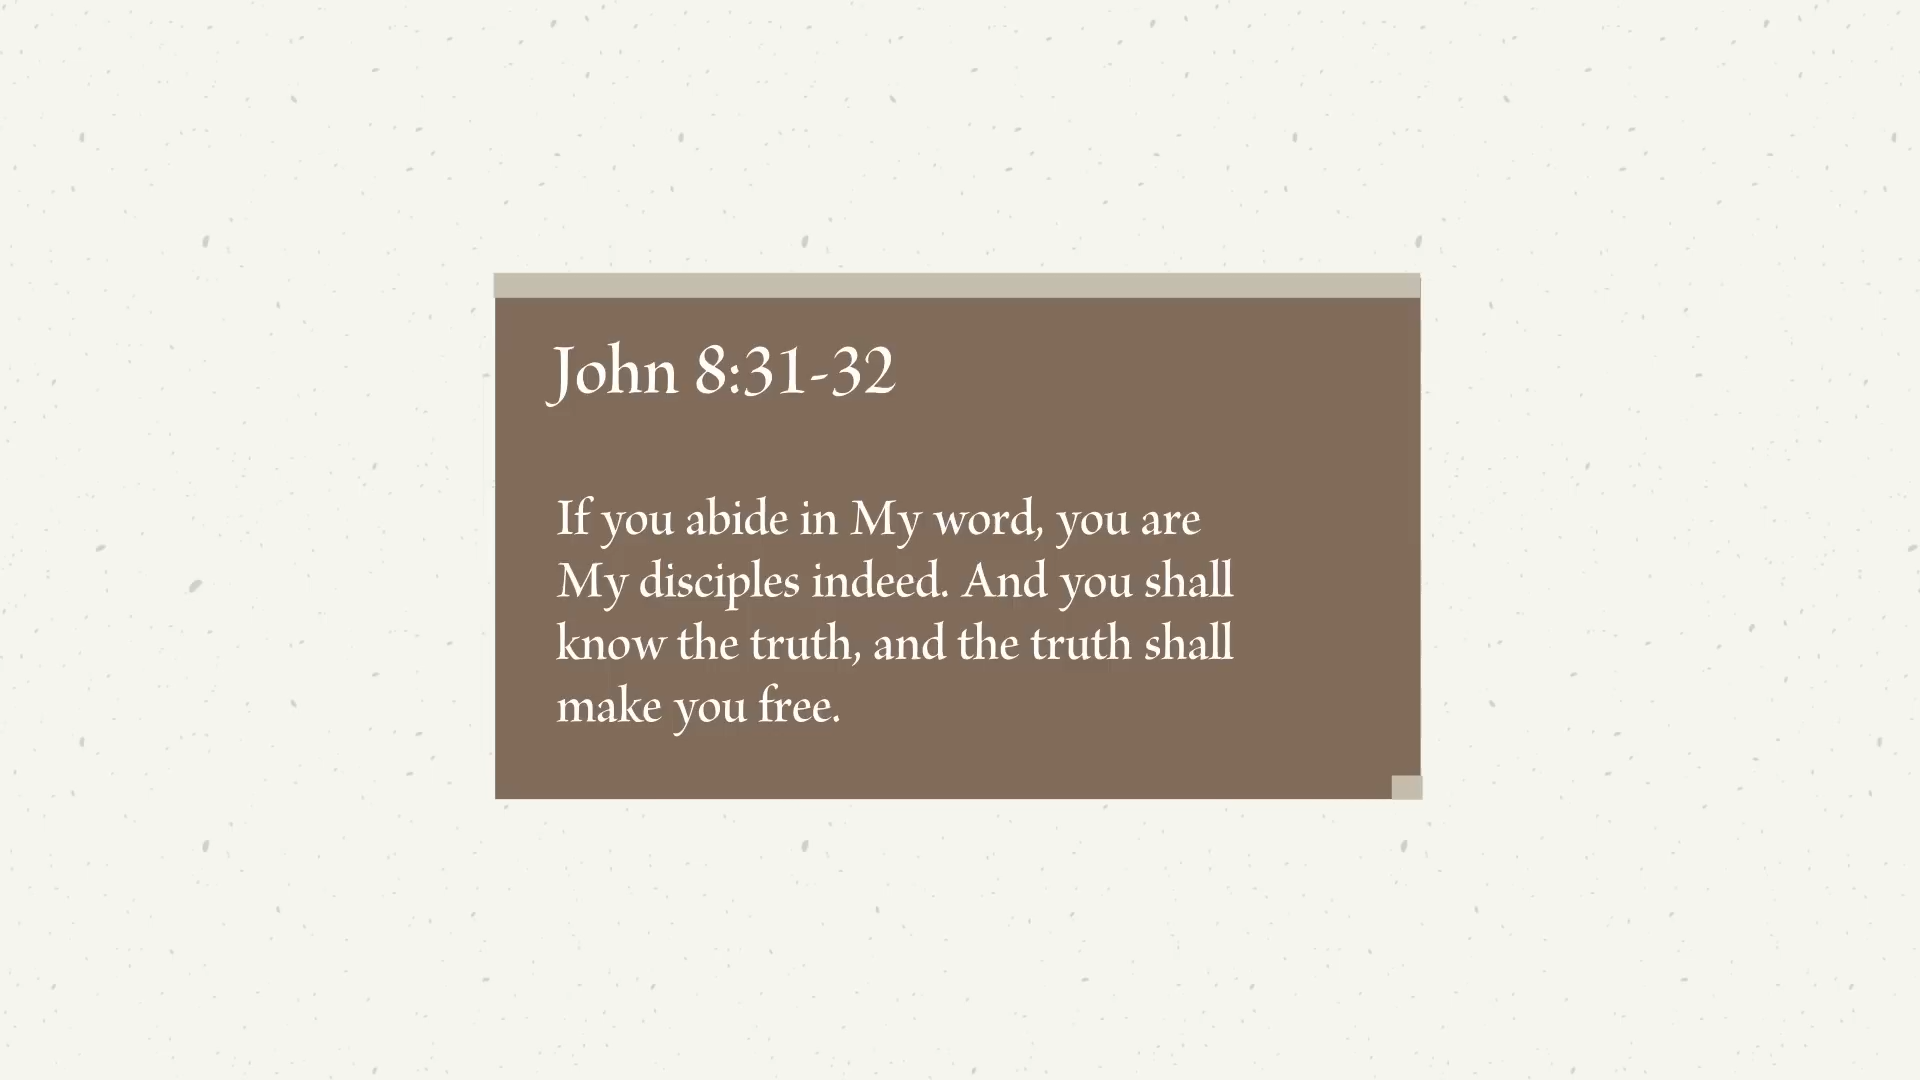 John 8:31-32
If you abide in My word, you are
My disciples indeed. And you shall
know the truth, and the truth shall
make you free.